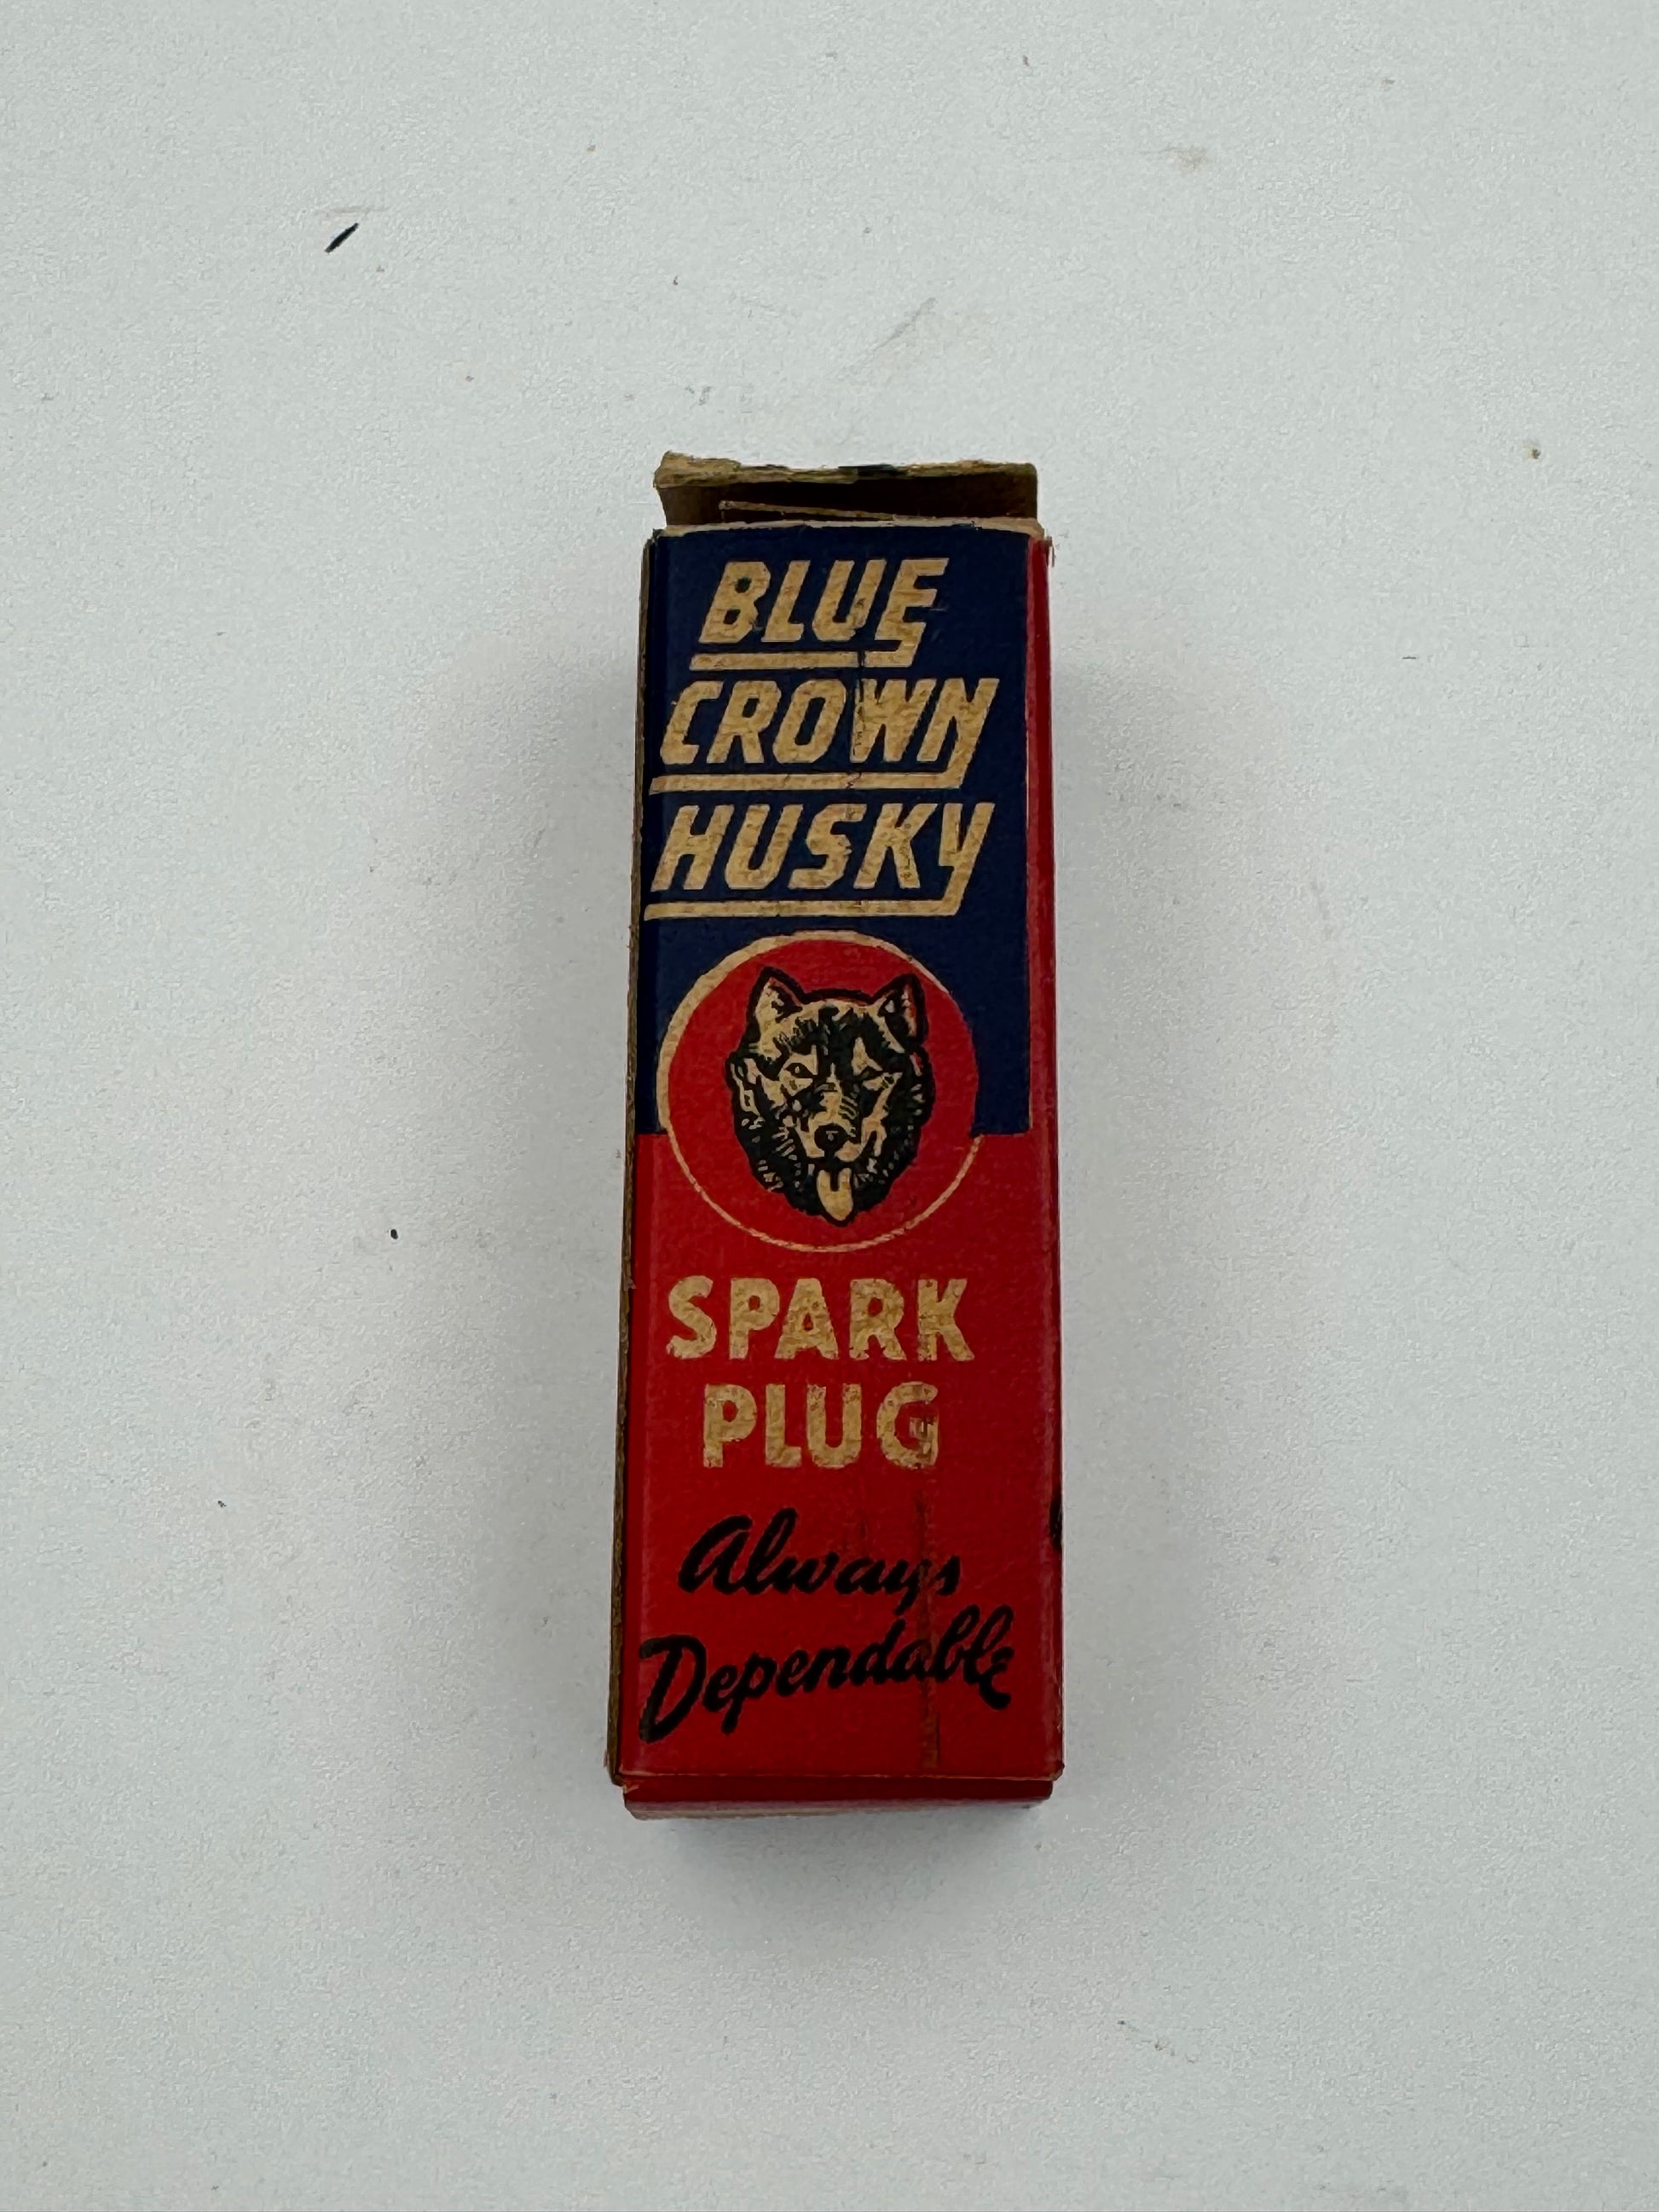 BLUE
CROWN
HUSKY
SPARK
PLUG
Always
Dependable